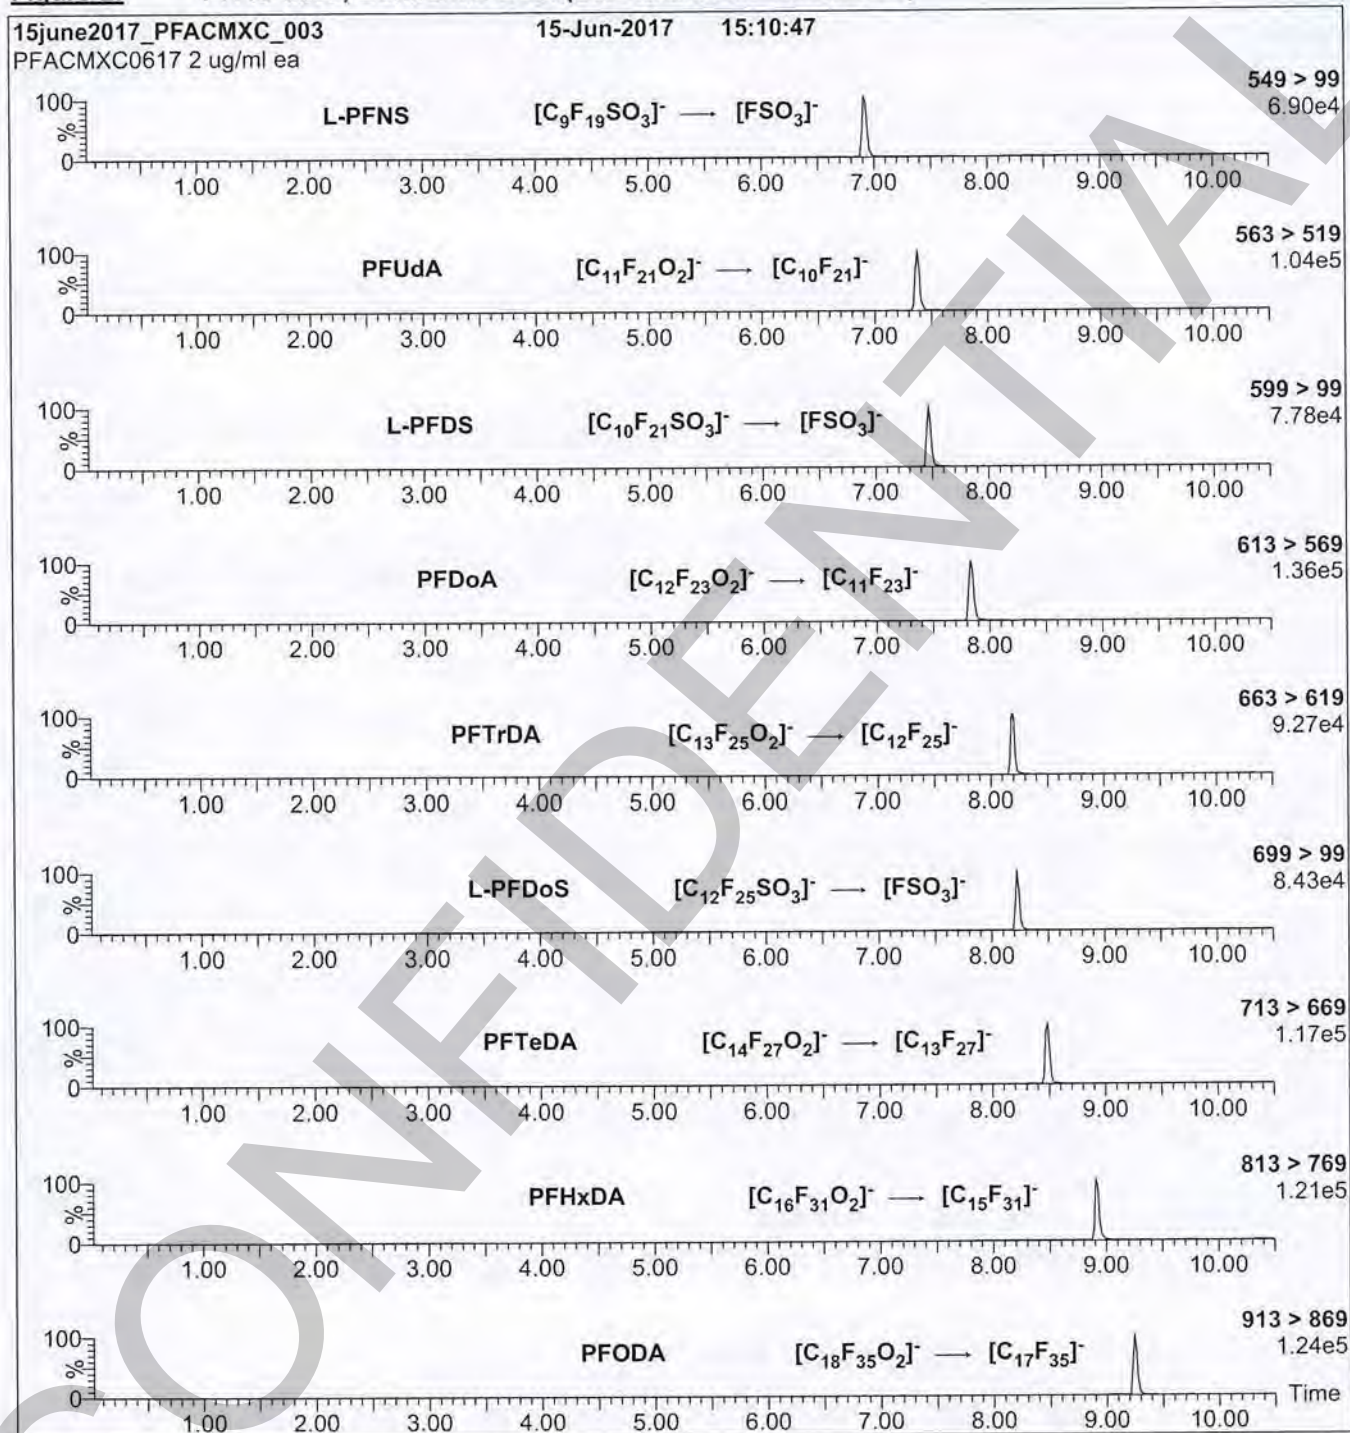 15june2017_PFACMXC_003 15-Jun-2017 15:10:47
PFACMXC0617 2 ug/ml ea
549 > 99
6.90e4
L-PFNS [C9F19SO3]- → [FSO3]-
100
%
0
1.00 2.00 3.00 4.00 5.00 6.00 7.00 8.00 9.00 10.00
563 > 519
1.04e5
PFUdA [C11F21O2]- → [C10F21]-
100
%
0
1.00 2.00 3.00 4.00 5.00 6.00 7.00 8.00 9.00 10.00
599 > 99
7.78e4
L-PFDS [C10F21SO3]- → [FSO3]-
100
%
0
1.00 2.00 3.00 4.00 5.00 6.00 7.00 8.00 9.00 10.00
613 > 569
1.36e5
PFDoA [C12F23O2]- → [C11F23]-
100
%
0
1.00 2.00 3.00 4.00 5.00 6.00 7.00 8.00 9.00 10.00
663 > 619
9.27e4
PFTrDA [C13F25O2]- → [C12F25]-
100
%
0
1.00 2.00 3.00 4.00 5.00 6.00 7.00 8.00 9.00 10.00
699 > 99
8.43e4
L-PFDoS [C12F25SO3]- → [FSO3]-
100
%
0
1.00 2.00 3.00 4.00 5.00 6.00 7.00 8.00 9.00 10.00
713 > 669
1.17e5
PFTeDA [C14F27O2]- → [C13F27]-
100
%
0
1.00 2.00 3.00 4.00 5.00 6.00 7.00 8.00 9.00 10.00
813 > 769
1.21e5
PFHxDA [C16F31O2]- → [C15F31]-
100
%
0
1.00 2.00 3.00 4.00 5.00 6.00 7.00 8.00 9.00 10.00
913 > 869
1.24e5
PFODA [C18F35O2]- → [C17F35]-
100
%
0
Time
1.00 2.00 3.00 4.00 5.00 6.00 7.00 8.00 9.00 10.00
CONFIDENTIAL